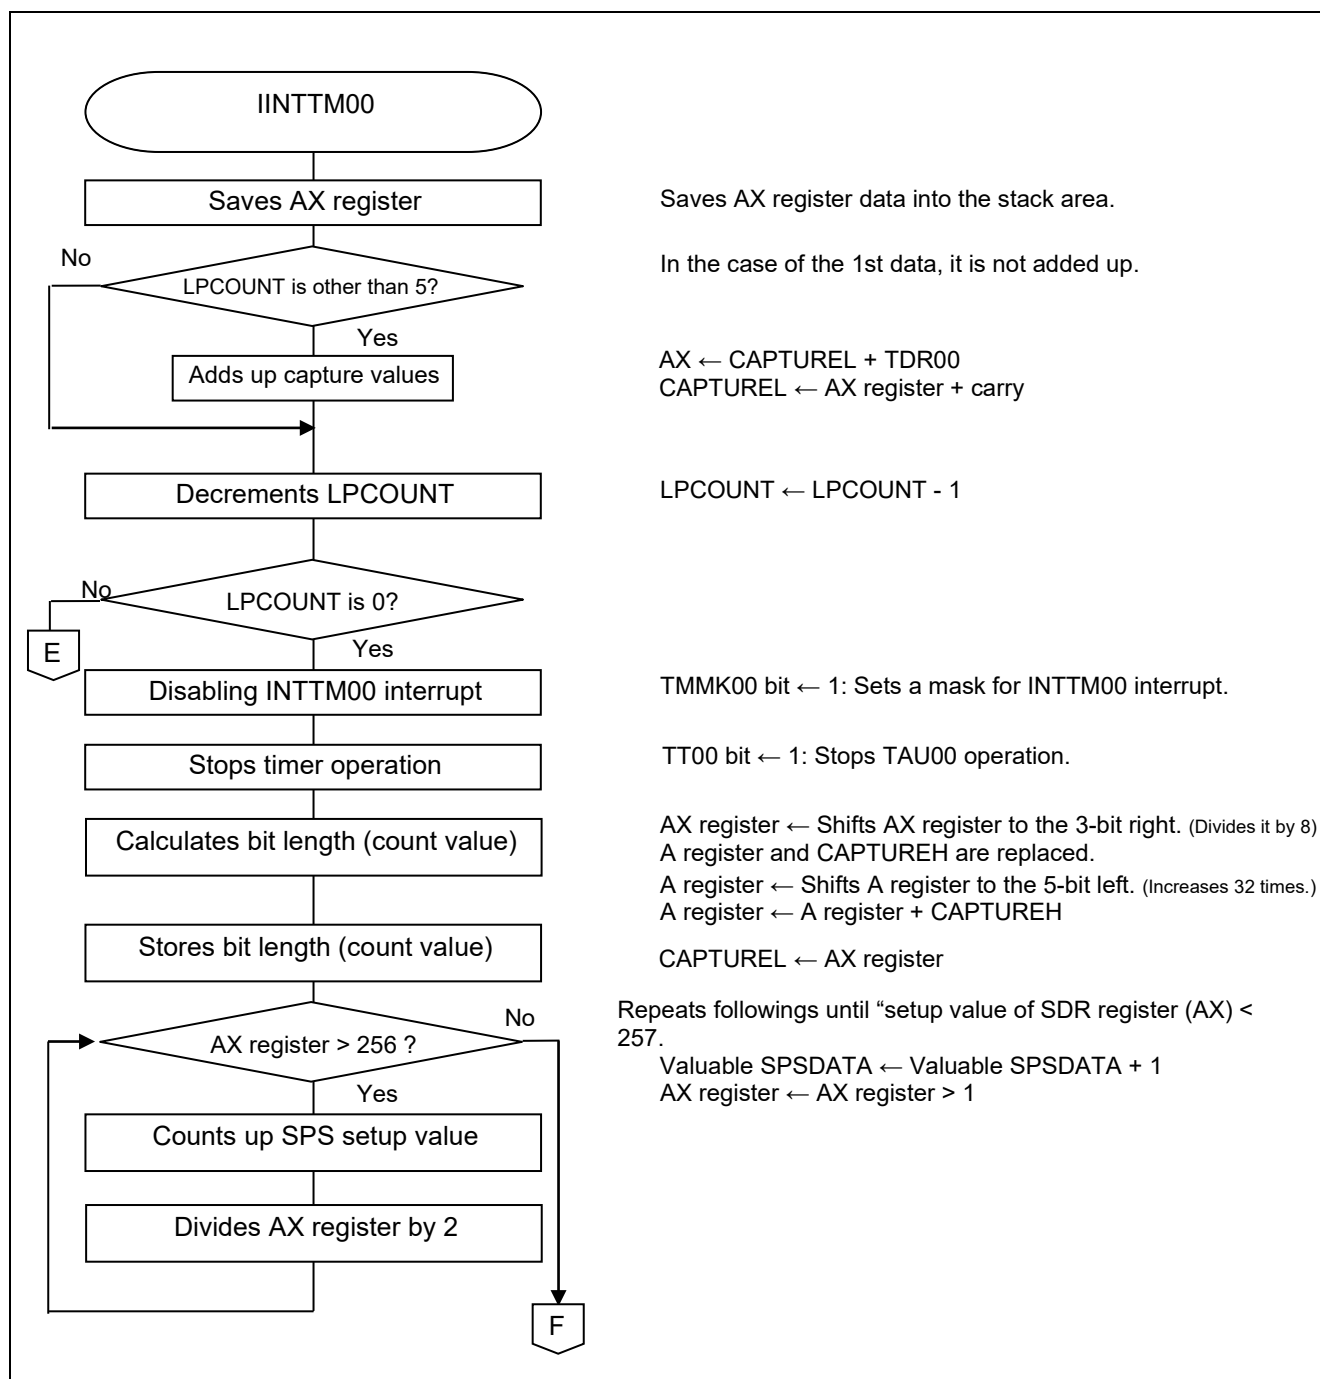 IINTTM00
Saves AX register
Saves AX register data into the stack area.
No
LPCOUNT is other than 5?
In the case of the 1st data, it is not added up.
Yes
Adds up capture values
AX ← CAPTUREL + TDR00
CAPTUREL ← AX register + carry
Decrements LPCOUNT
LPCOUNT ← LPCOUNT - 1
No
LPCOUNT is 0?
E
Yes
Disabling INTTM00 interrupt
TMMK00 bit ← 1: Sets a mask for INTTM00 interrupt.
Stops timer operation
TT00 bit ← 1: Stops TAU00 operation.
Calculates bit length (count value)
AX register ← Shifts AX register to the 3-bit right. (Divides it by 8)
A register and CAPTUREH are replaced.
A register ← Shifts A register to the 5-bit left. (Increases 32 times.)
A register ← A register + CAPTUREH
Stores bit length (count value)
CAPTUREL ← AX register
No
AX register > 256 ?
Repeats followings until “setup value of SDR register (AX) <
257.
Valuable SPSDATA ← Valuable SPSDATA + 1
AX register ← AX register > 1
Yes
Counts up SPS setup value
Divides AX register by 2
F